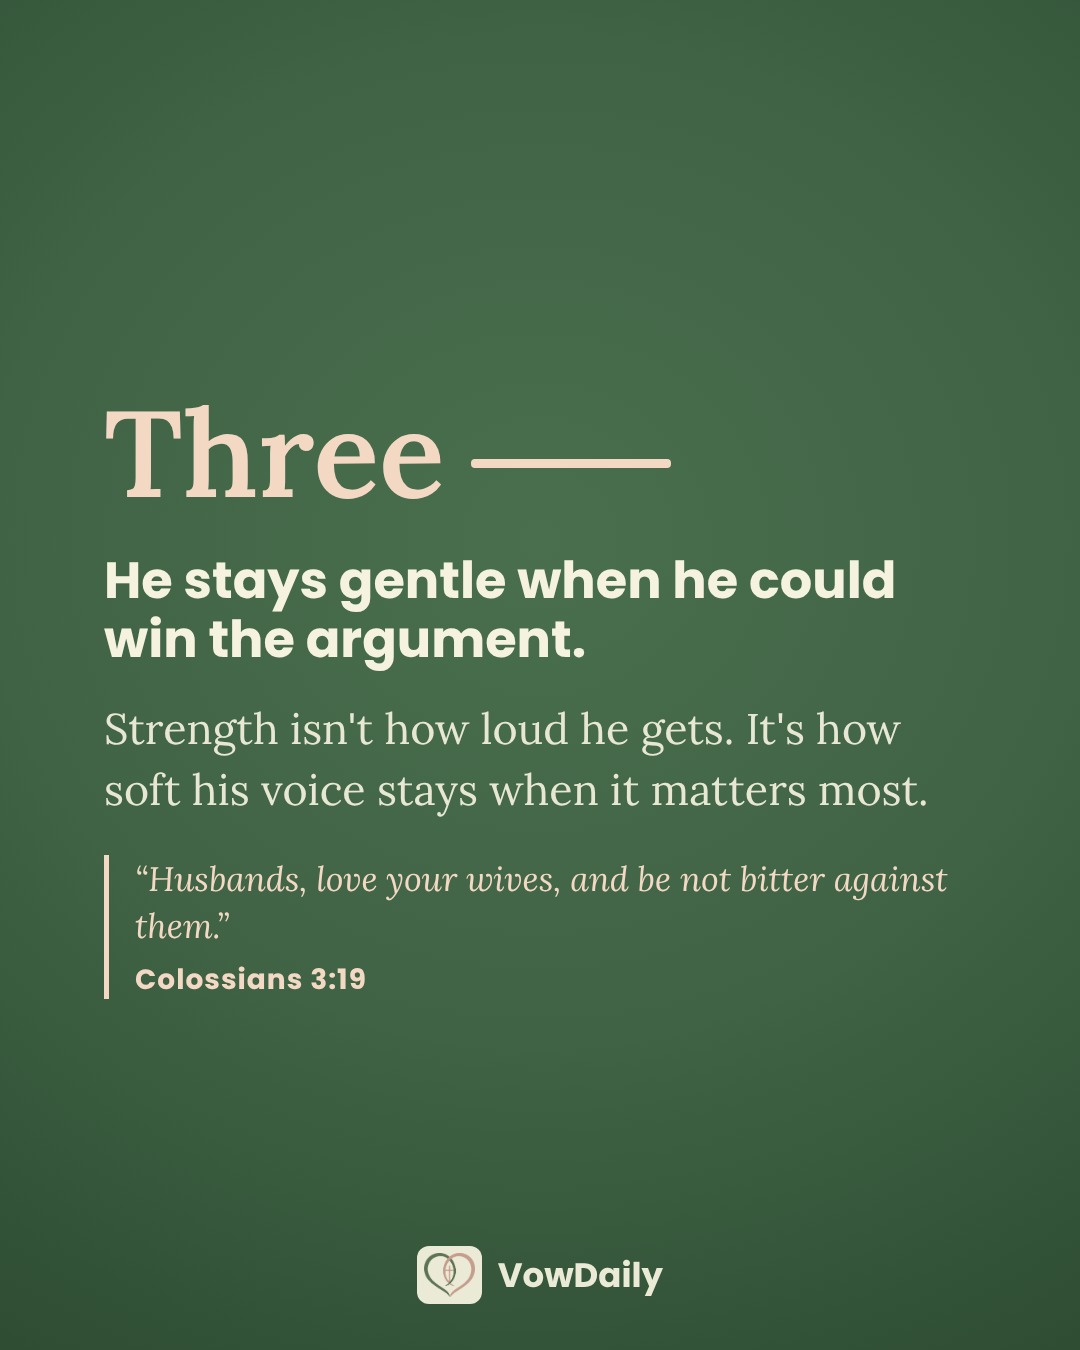 Three
He stays gentle when he could
win the argument.
Strength isn't how loud he gets. It's how
soft his voice stays when it matters most.
“Husbands, love your wives, and be not bitter against
them.”
Colossians 3:19
VowDaily